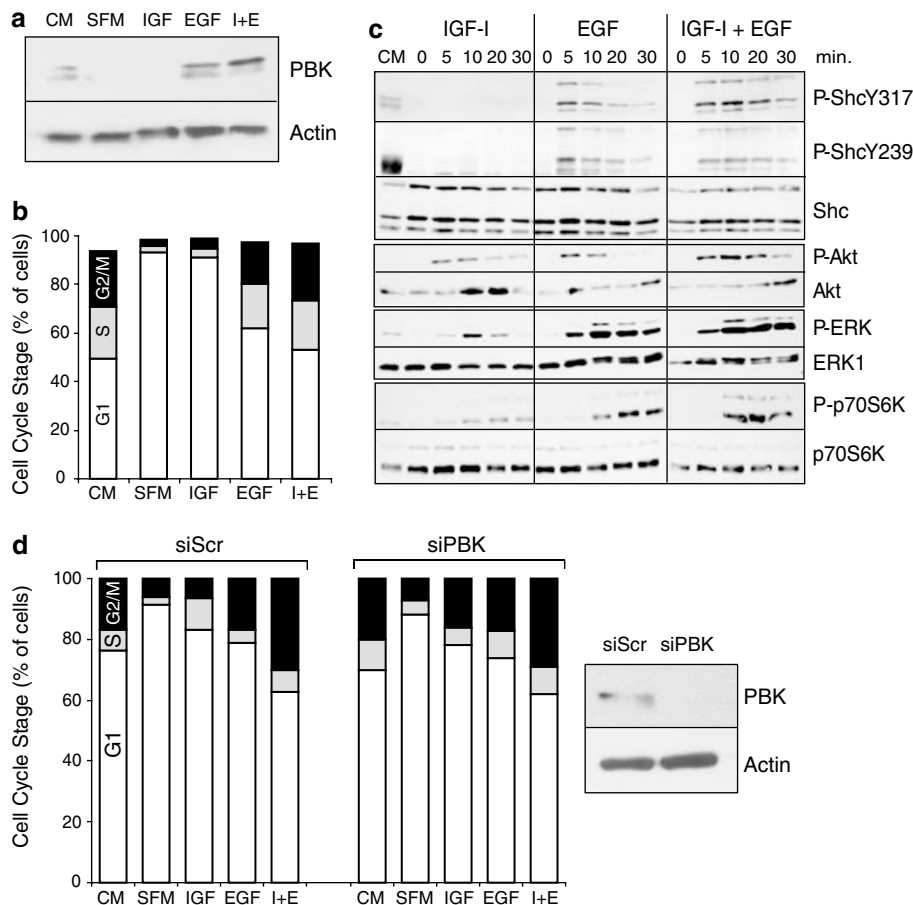 a
CM SFM IGF EGF I+E
PBK
Actin
b
Cell Cycle Stage (% of cells)
100
80
60
40
20
0
G2/M
S
G1
CM SFM IGF EGF I+E
c
IGF-I EGF IGF-I + EGF
CM 0 5 10 20 30 0 5 10 20 30 0 5 10 20 30 min.
P-ShcY317
P-ShcY239
Shc
P-Akt
Akt
P-ERK
ERK1
P-p70S6K
p70S6K
d
siScr siPBK
Cell Cycle Stage (% of cells)
100
80
60
40
20
0
G2/M
S
G1
CM SFM IGF EGF I+E CM SFM IGF EGF I+E
siScr siPBK
PBK
Actin